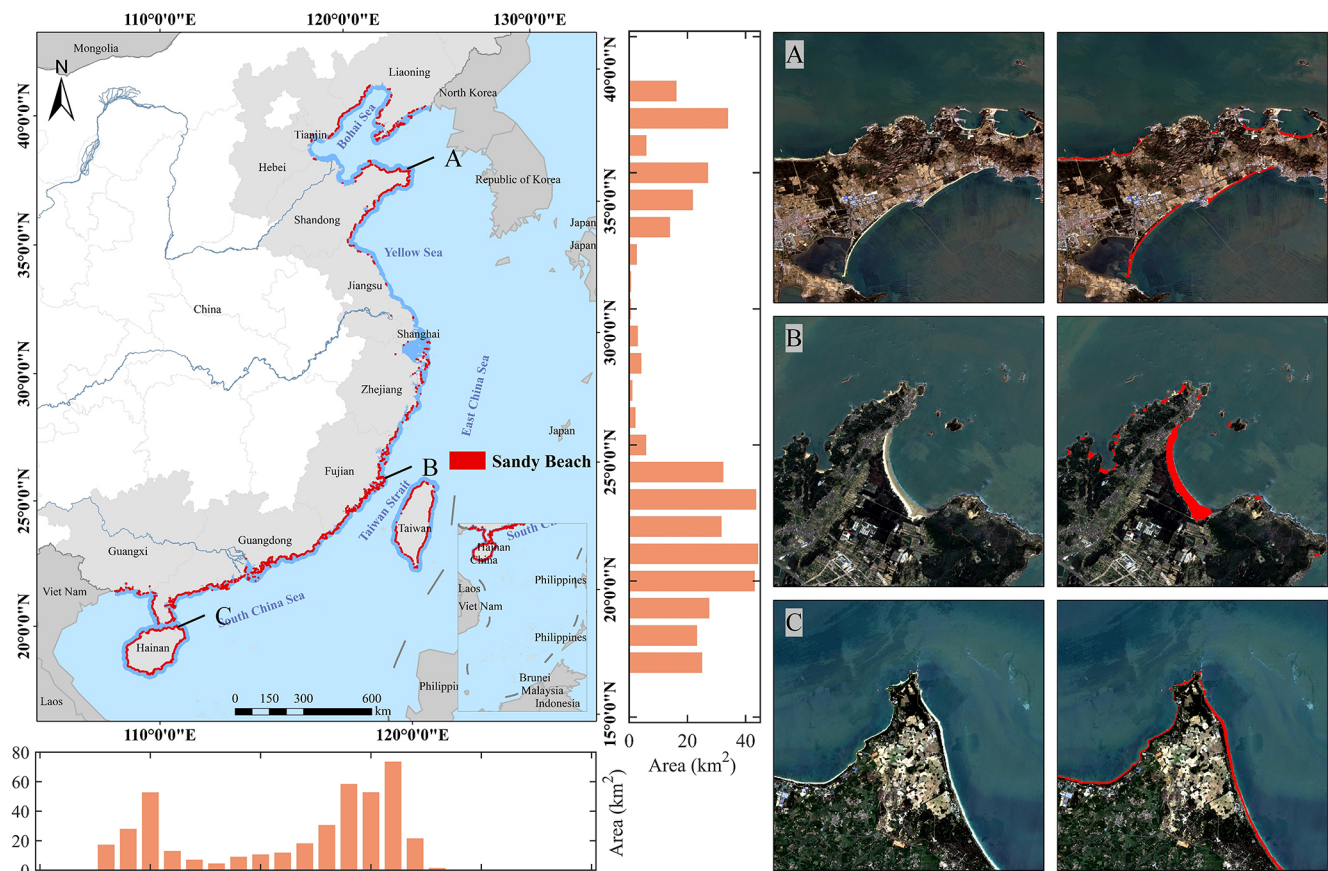 110°0'0"E
120°0'0"E
130°0'0"E
Mongolia
N
Liaoning
North Korea
Tianjin
Bohai Sea
Hebei
A
Republic of Korea
Shandong
Japan
Japan
Yellow Sea
Jiangsu
China
Shanghai
Zhejiang
East China Sea
Japan
Sandy Beach
Fujian
B
Taiwan Strait
Taiwan
Guangdong
Guangxi
South C
Hainan
China
Viet Nam
Laos
Viet Nam
Philippines
C
South China Sea
Philippines
Hainan
Brunei
Malaysia
Indonesia
Laos
Philippin
0 150 300 600
km
40°0'0"N
35°0'0"N
30°0'0"N
25°0'0"N
20°0'0"N
40°0'0"N
35°0'0"N
30°0'0"N
25°0'0"N
20°0'0"N
15°0'0"N
0 20 40
Area (km²)
110°0'0"E
120°0'0"E
80
60
40
20
0
Area (km²)
A
B
C